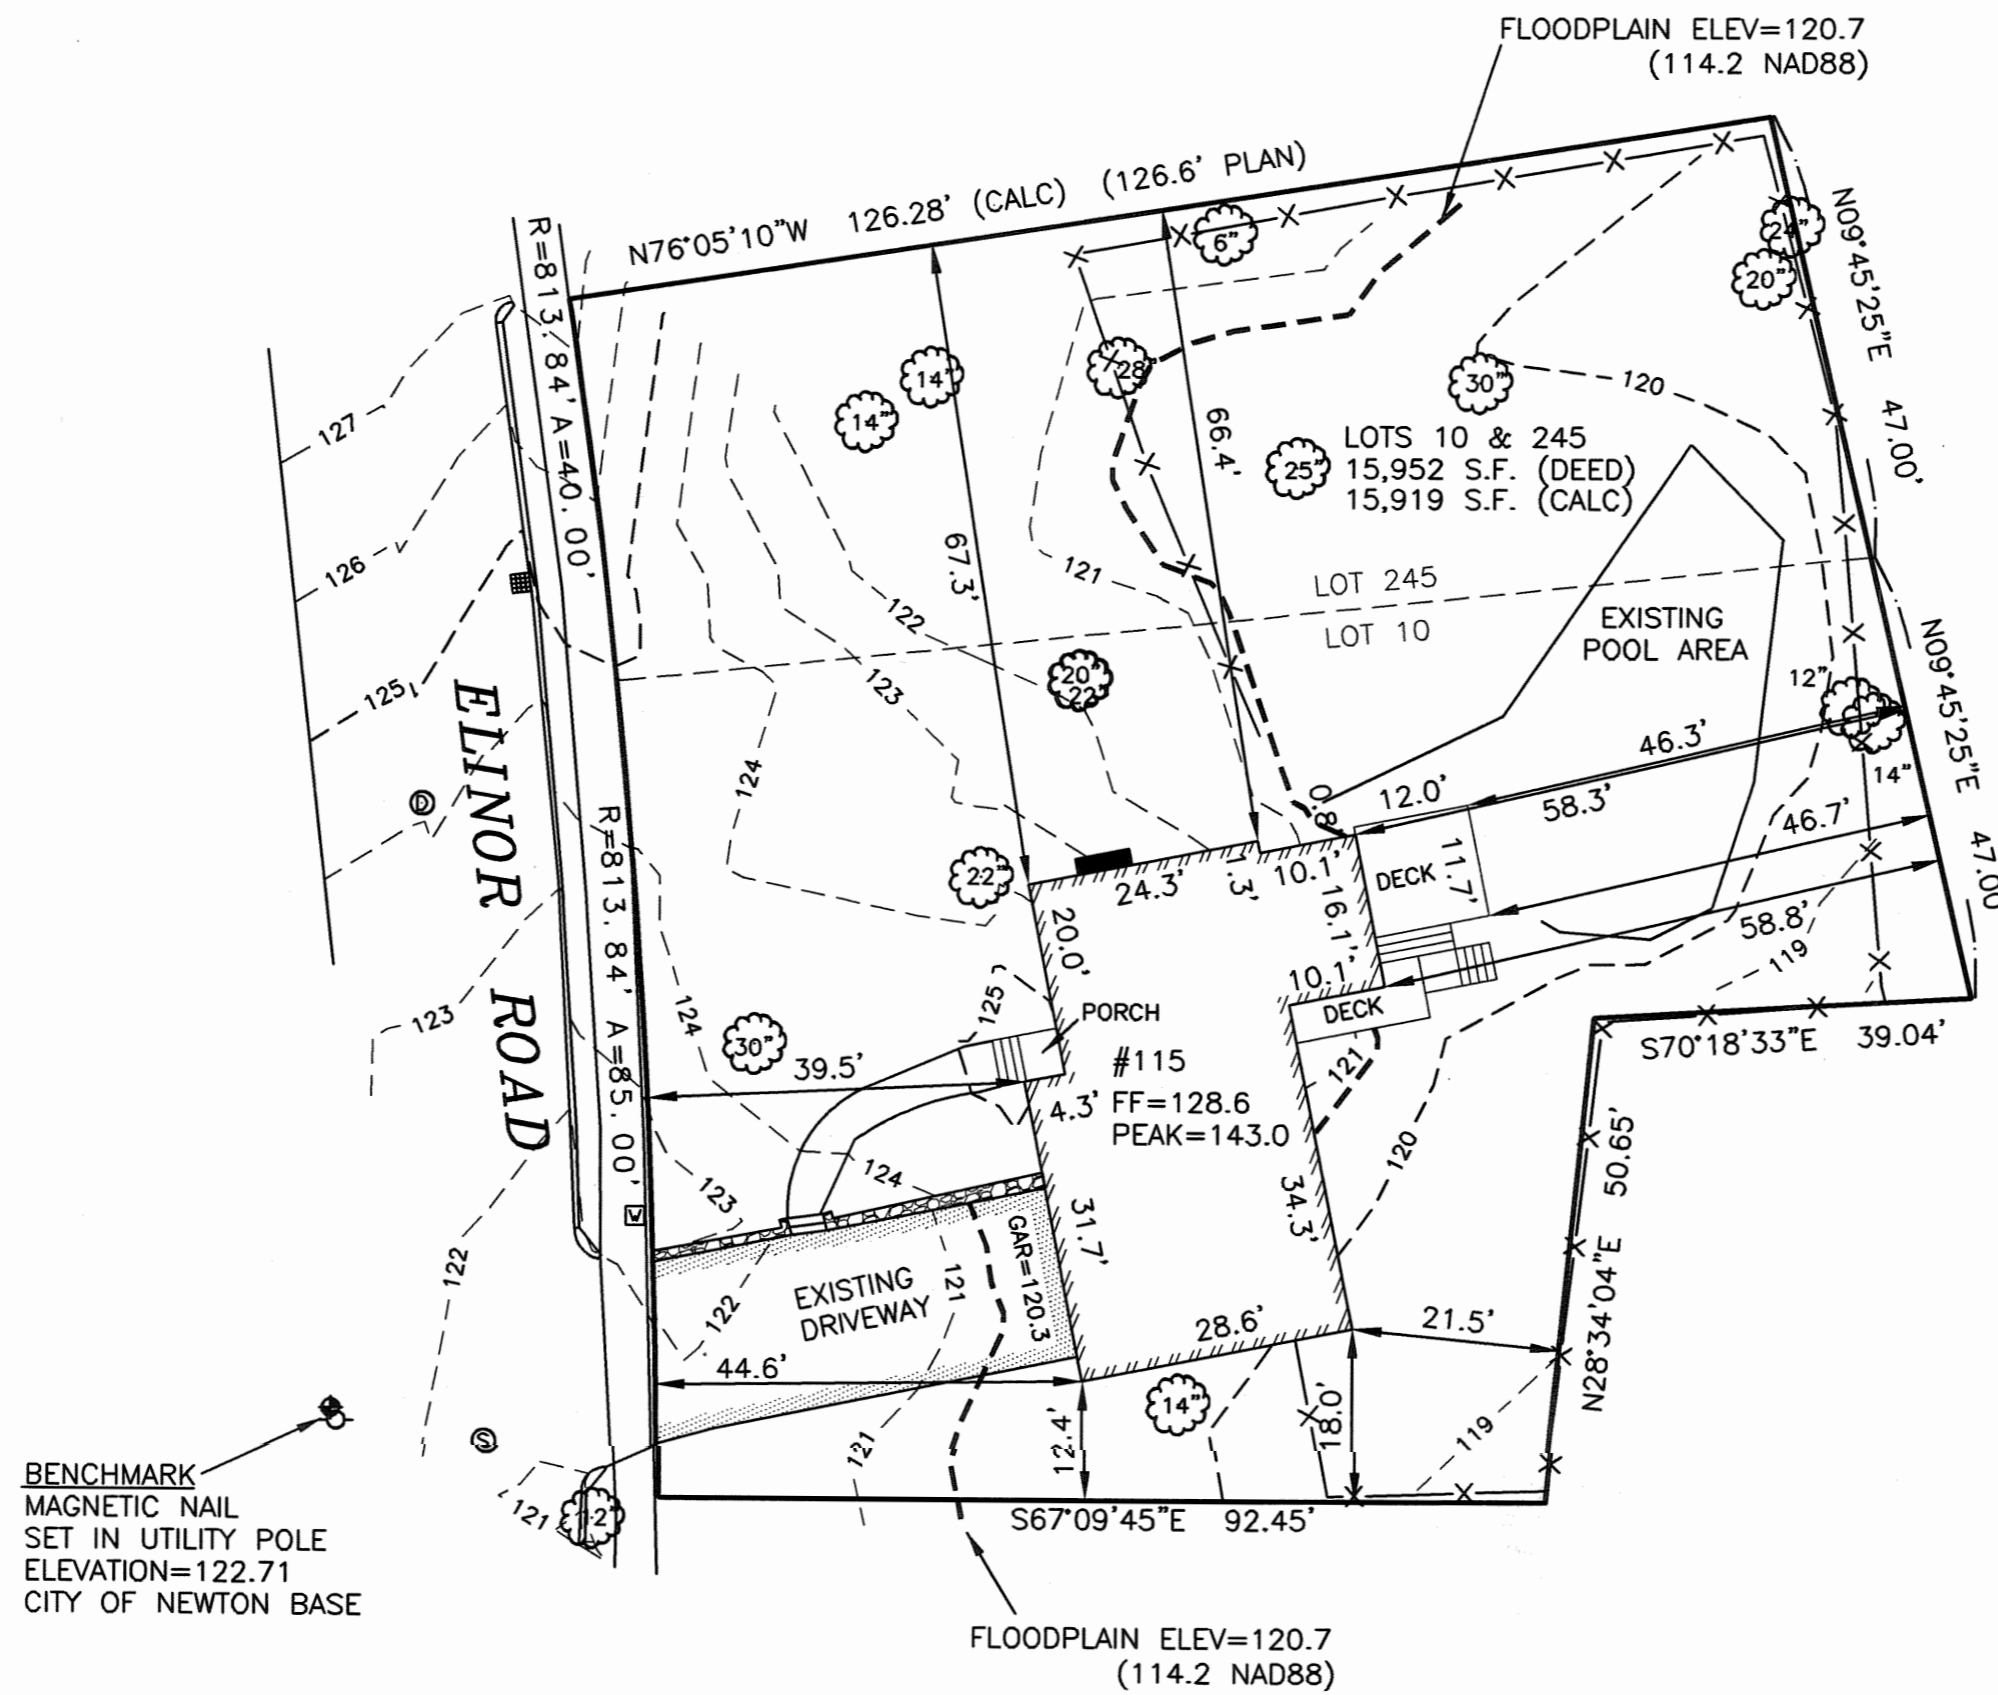 FLOODPLAIN ELEV=120.7
(114.2 NAD88)
N76°05'10"W 126.28' (CALC) (126.6' PLAN)
R=813.84' A=40.00'
N09°45'25"E 47.00'
6"
24"
20"
127
14"
14"
28"
30"
120
66.4'
25"
LOTS 10 & 245
15,952 S.F. (DEED)
15,919 S.F. (CALC)
126
67.3'
121
LOT 245
LOT 10
122
EXISTING
POOL AREA
N09°45'25"E 47.00
125
123
20"
22"
12"
14"
ELINOR ROAD
124
46.3'
12.0'
0.8'
58.3'
46.7'
R=813.84' A=85.00'
22"
24.3'
1.3'
10.1'
DECK
11.7'
16.1'
58.8'
20.0'
119
123
124
125
PORCH
10.1'
DECK
30"
39.5'
#115
121
S70°18'33"E 39.04'
4.3'
FF=128.6
PEAK=143.0
120
50.65'
N28°34'04"E
124
123
W
31.7'
34.3'
GAR=120.3
122
EXISTING
DRIVEWAY
121
122
28.6'
21.5'
44.6'
14"
18.0'
12.4'
119
D
S
121
121
12"
BENCHMARK
MAGNETIC NAIL
SET IN UTILITY POLE
ELEVATION=122.71
CITY OF NEWTON BASE
S67°09'45"E 92.45'
FLOODPLAIN ELEV=120.7
(114.2 NAD88)